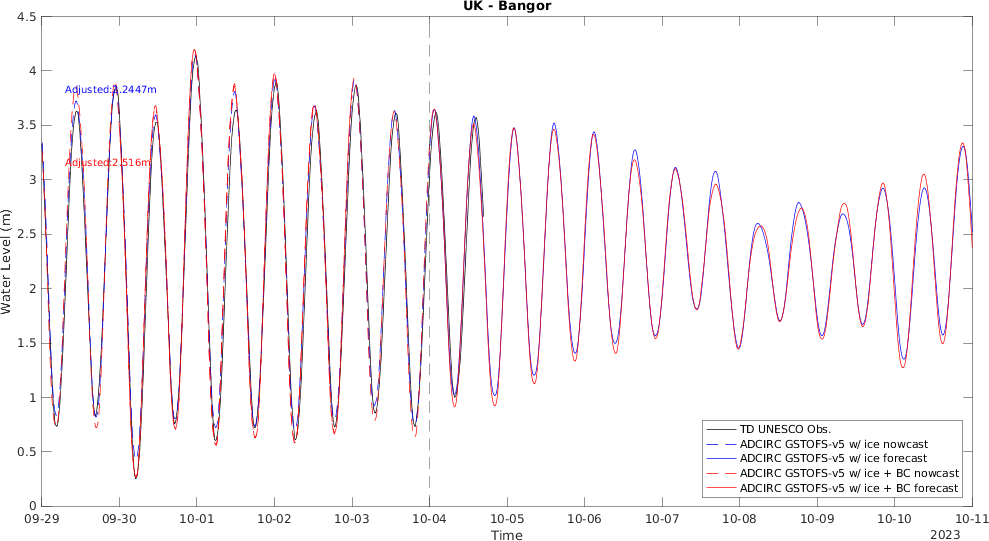 UK - Bangor
4.5
4
3.5
3
2.5
2
1.5
1
0.5
0
Water Level (m)
Adjusted:2.2447m
Adjusted:2.516m
TD UNESCO Obs.
ADCIRC GSTOFS-v5 w/ ice nowcast
ADCIRC GSTOFS-v5 w/ ice forecast
ADCIRC GSTOFS-v5 w/ ice + BC nowcast
ADCIRC GSTOFS-v5 w/ ice + BC forecast
09-29 09-30 10-01 10-02 10-03 10-04 10-05 10-06 10-07 10-08 10-09 10-10 10-11
Time
2023